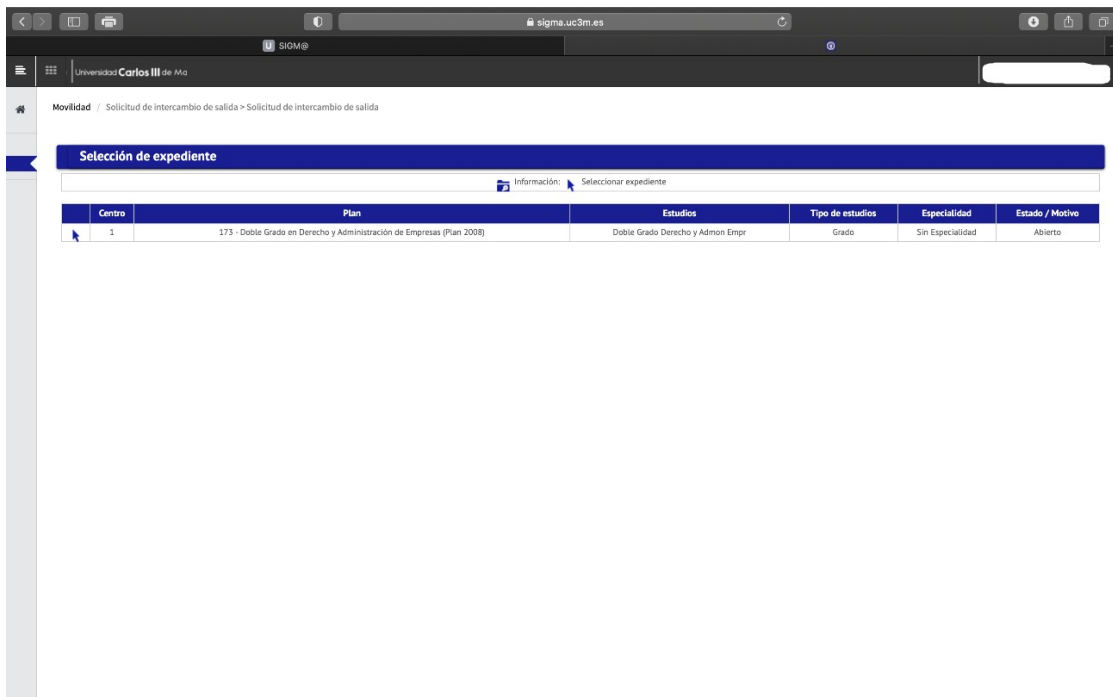 sigma.uc3m.es
SIGM@
Universidad Carlos III de Ma
Movilidad / Solicitud de intercambio de salida > Solicitud de intercambio de salida
Selección de expediente
Información: Seleccionar expediente
Centro Plan Estudios Tipo de estudios Especialidad Estado / Motivo
1 173 - Doble Grado en Derecho y Administración de Empresas (Plan 2008) Doble Grado Derecho y Admon Empr Grado Sin Especialidad Abierto